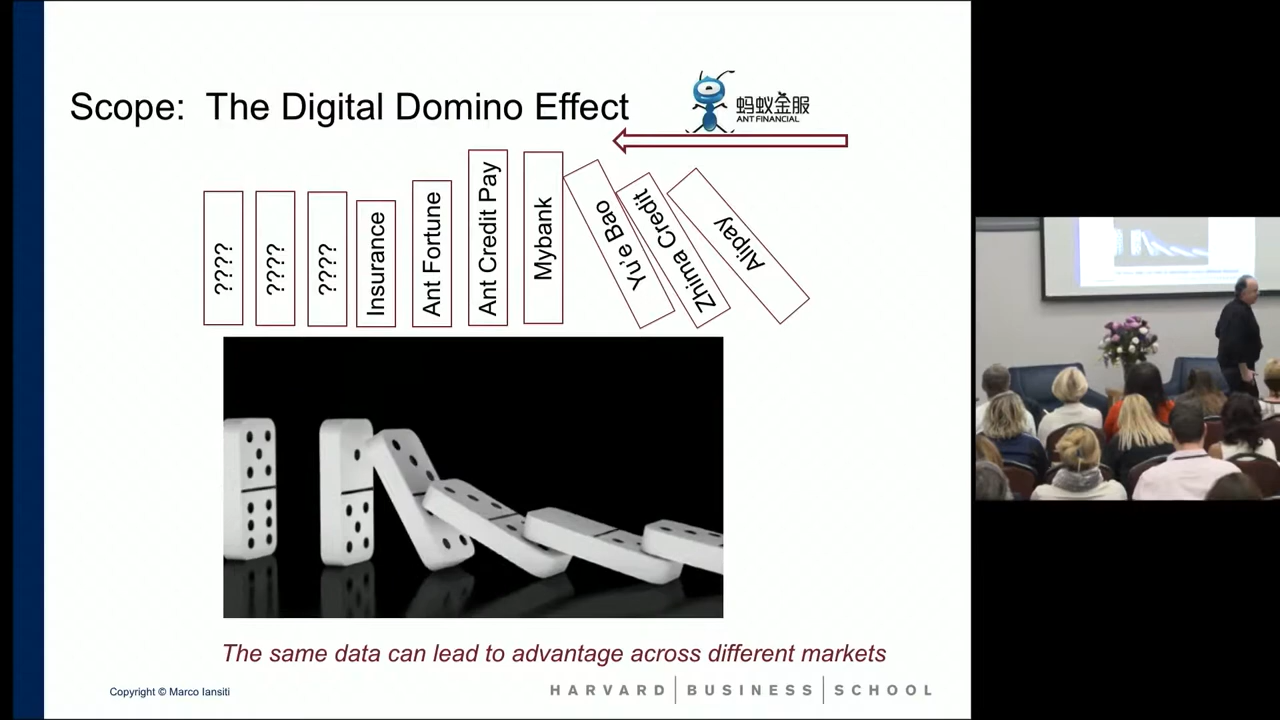 Scope: The Digital Domino Effect
蚂蚁金服
ANT FINANCIAL
????
????
????
Insurance
Ant Fortune
Ant Credit Pay
Mybank
Yu'e Bao
Zhima Credit
Alipay
The same data can lead to advantage across different markets
Copyright © Marco Iansiti
HARVARD | BUSINESS | SCHOOL